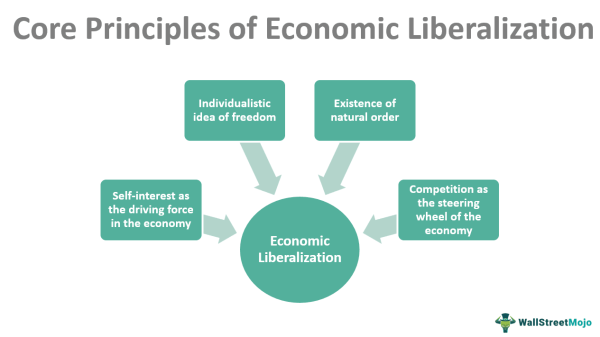 Core Principles of Economic Liberalization
Individualistic
idea of freedom
Existence of
natural order
Self-interest as
the driving force
in the economy
Competition as
the steering
wheel of the
economy
Economic
Liberalization
WallStreetMojo